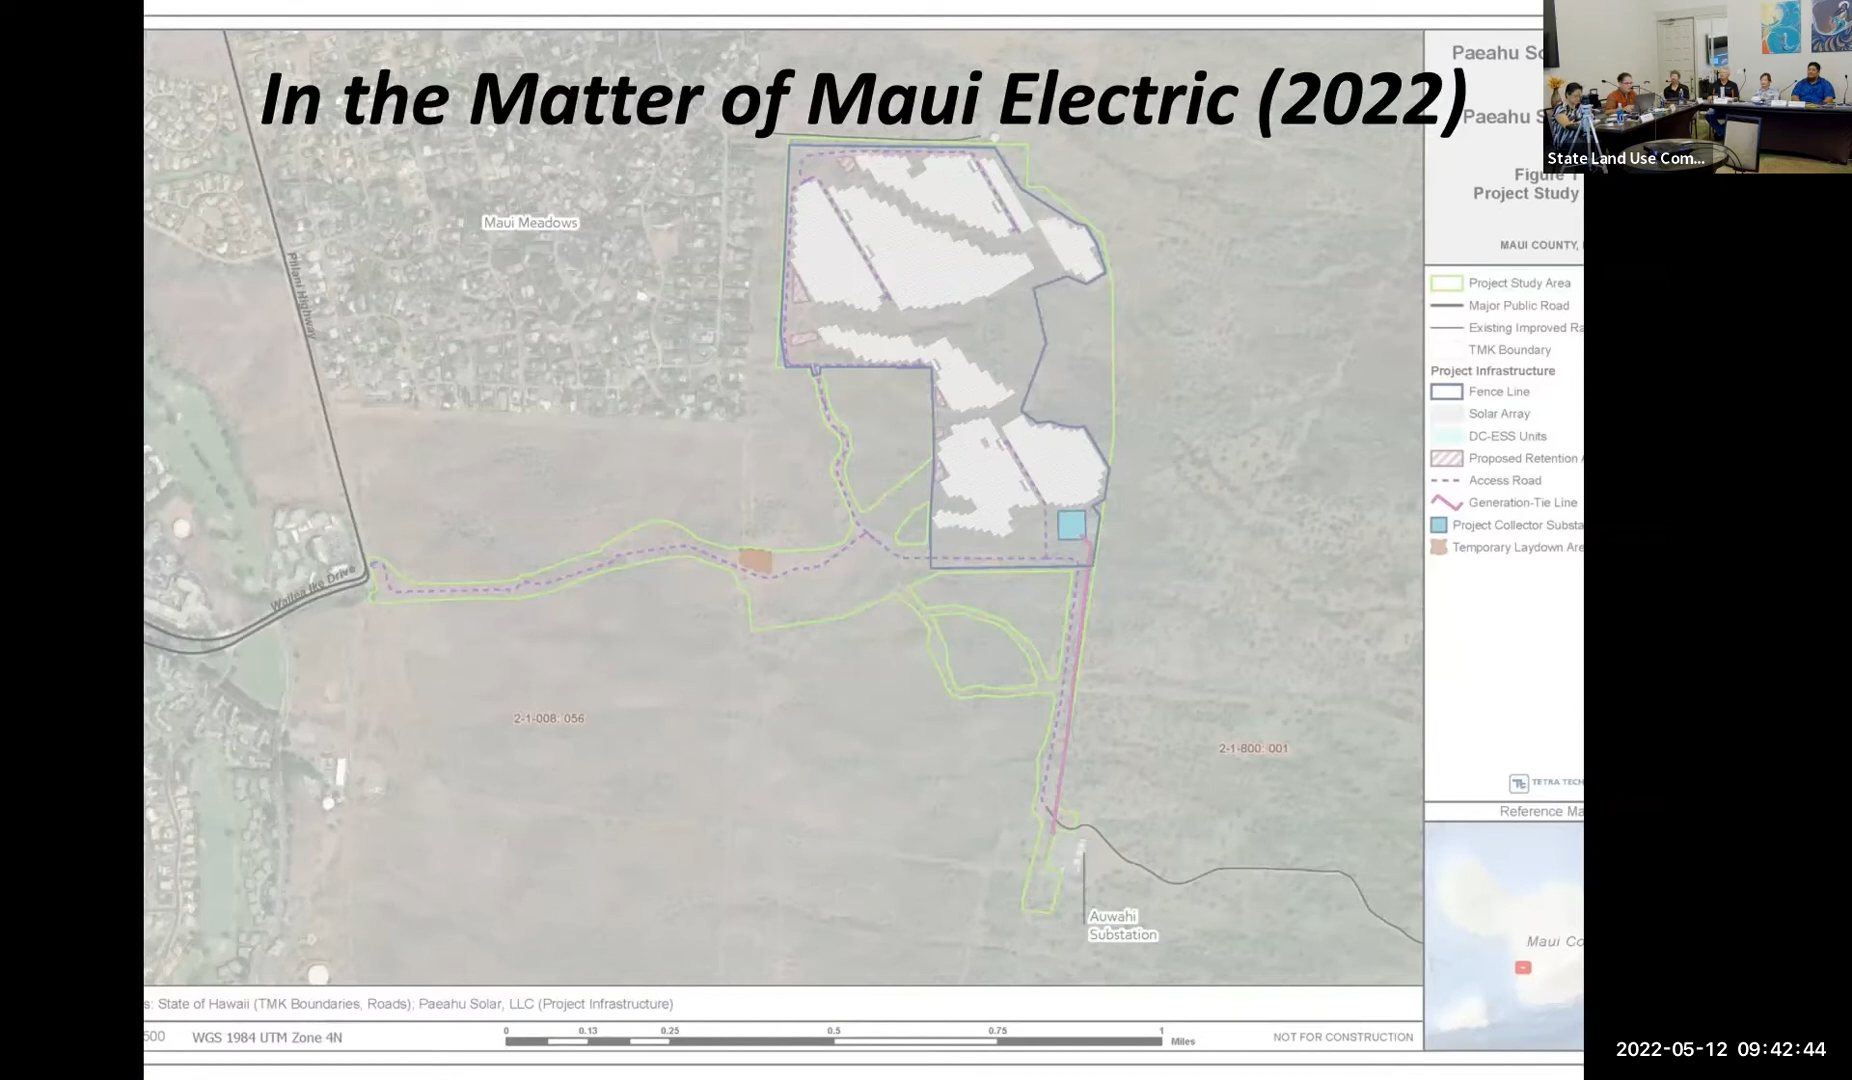 In the Matter of Maui Electric (2022)
Paeahu So
Paeahu S
State Land Use Com...
Figure 1
Project Study
MAUI COUNTY,
Maui Meadows
Piilani Highway
Wailea Ike Drive
2-1-008: 056
2-1-800: 001
Auwahi
Substation
Project Study Area
Major Public Road
Existing Improved Ra
TMK Boundary
Project Infrastructure
Fence Line
Solar Array
DC-ESS Units
Proposed Retention A
Access Road
Generation-Tie Line
Project Collector Substa
Temporary Laydown Are
TETRA TECH
Reference Ma
Maui Co
s: State of Hawaii (TMK Boundaries, Roads); Paeahu Solar, LLC (Project Infrastructure)
600 WGS 1984 UTM Zone 4N
0 0.13 0.25 0.5 0.75 1
Miles
NOT FOR CONSTRUCTION
2022-05-12 09:42:44